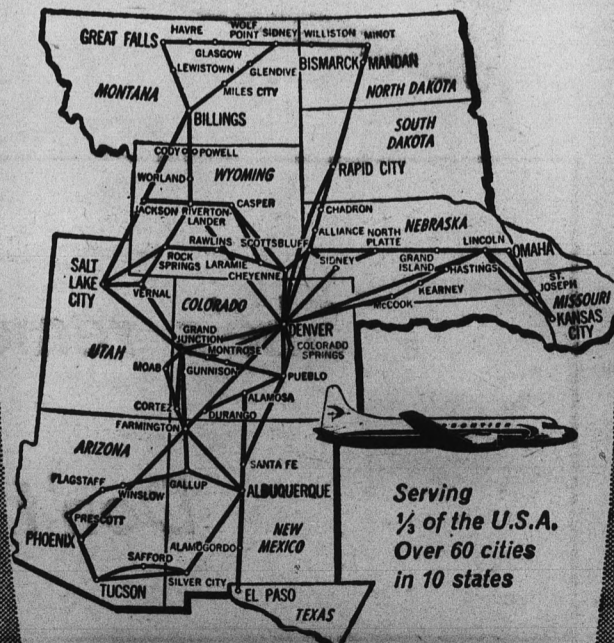 GREAT FALLS
HAVRE
WOLF
POINT
SIDNEY
WILLISTON
MINOT
GLASGOW
LEWISTOWN
GLENDIVE
BISMARCK
MANDAN
MILES CITY
MONTANA
NORTH DAKOTA
BILLINGS
SOUTH
DAKOTA
CODY
POWELL
WYOMING
RAPID CITY
WORLAND
JACKSON
RIVERTON-
LANDER
CASPER
CHADRON
NEBRASKA
RAWLINS
SCOTTSBLUFF
ALLIANCE
NORTH
PLATTE
LINCOLN
OMAHA
ROCK
SPRINGS
LARAMIE
CHEYENNE
SIDNEY
GRAND
ISLAND
HASTINGS
SALT
LAKE
CITY
VERNAL
KEARNEY
ST.
JOSEPH
MISSOURI
COLORADO
McCOOK
KANSAS
CITY
GRAND
JUNCTION
DENVER
UTAH
MONTROSE
COLORADO
SPRINGS
MOAB
GUNNISON
PUEBLO
CORTEZ
ALAMOSA
DURANGO
FARMINGTON
FRONTIER
ARIZONA
SANTA FE
FLAGSTAFF
WINSLOW
GALLUP
ALBUQUERQUE
PRESCOTT
PHOENIX
NEW
MEXICO
ALAMOGORDO
SAFFORD
TUCSON
SILVER CITY
EL PASO
TEXAS
Serving
⅓ of the U.S.A.
Over 60 cities
in 10 states